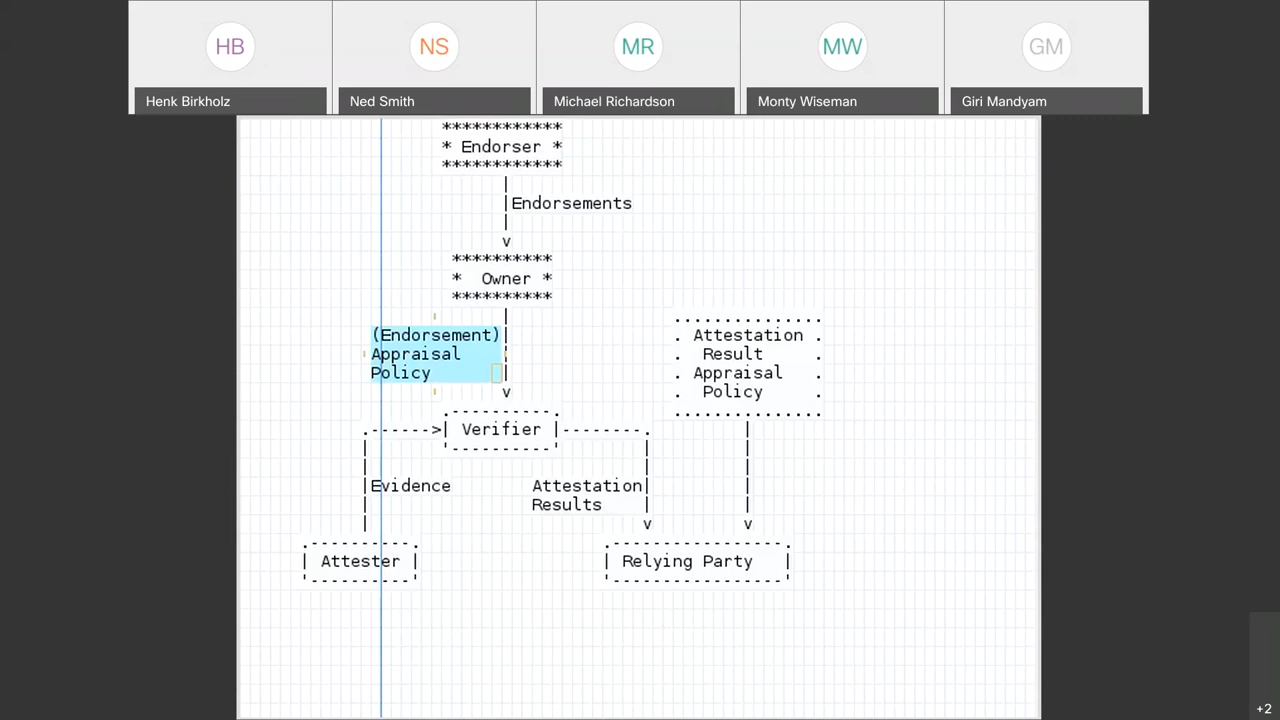 HB
NS
MR
MW
GM
Henk Birkholz
Ned Smith
Michael Richardson
Monty Wiseman
Giri Mandyam
************
* Endorser *
************
Endorsements
v
**********
* Owner *
**********
(Endorsement)
Appraisal
Policy
v
Attestation
Result
Appraisal
Policy
Verifier
Evidence
Attestation
Results
v
v
Attester
Relying Party
+2